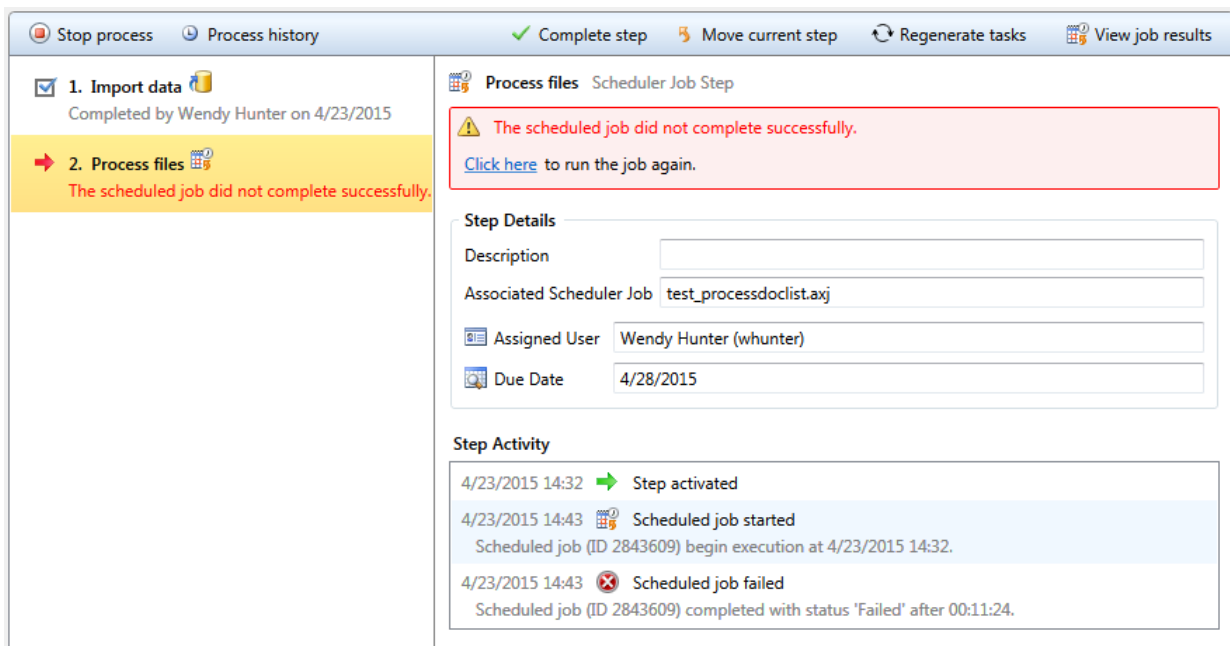 Stop process Process history Complete step Move current step Regenerate tasks View job results
1. Import data
Completed by Wendy Hunter on 4/23/2015
2. Process files
The scheduled job did not complete successfully.
Process files Scheduler Job Step
The scheduled job did not complete successfully.
Click here to run the job again.
Step Details
Description
Associated Scheduler Job test_processdoclist.axj
Assigned User Wendy Hunter (whunter)
Due Date 4/28/2015
Step Activity
4/23/2015 14:32 Step activated
4/23/2015 14:43 Scheduled job started
Scheduled job (ID 2843609) begin execution at 4/23/2015 14:32.
4/23/2015 14:43 Scheduled job failed
Scheduled job (ID 2843609) completed with status 'Failed' after 00:11:24.